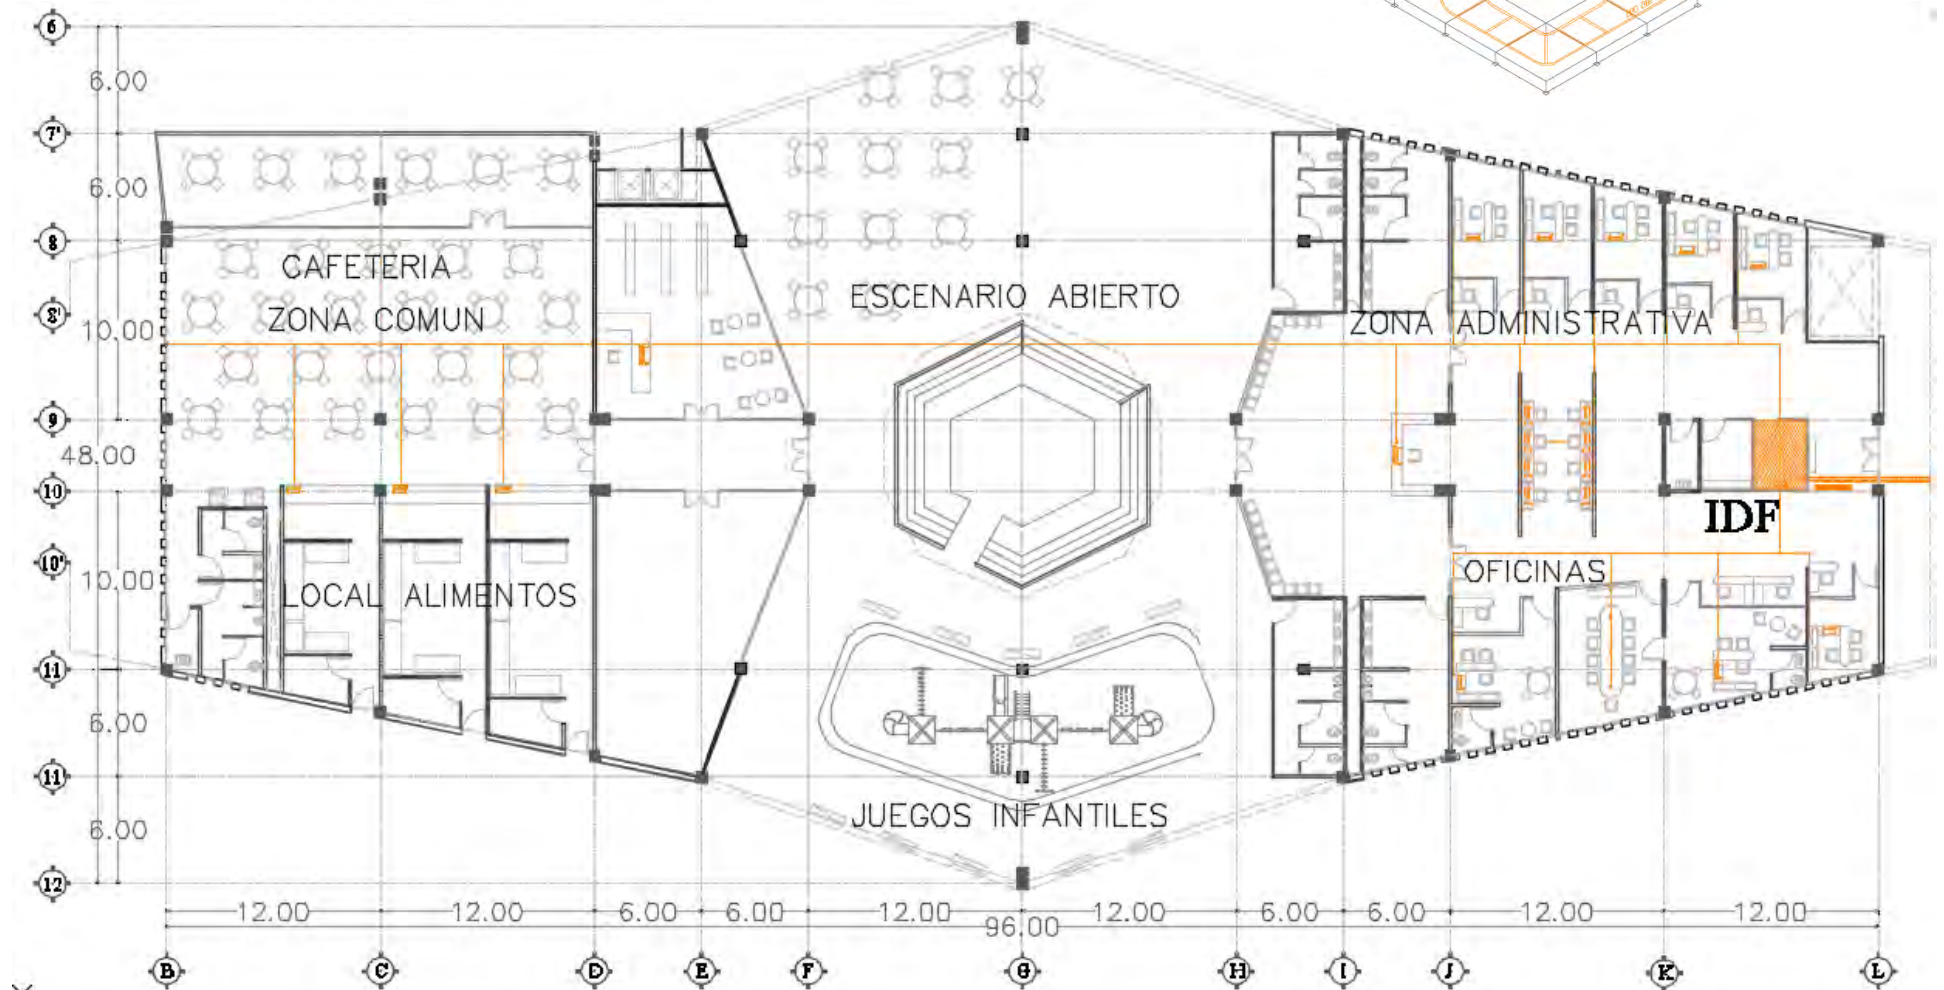 6
6.00
7'
6.00
8
CAFETERIA
ESCENARIO ABIERTO
8'
ZONA COMUN
ZONA ADMINISTRATIVA
10.00
9
48.00
10
IDF
10'
OFICINAS
10.00
LOCAL ALIMENTOS
11
6.00
11'
JUEGOS INFANTILES
6.00
12
12.00 12.00 6.00 6.00 12.00 12.00 6.00 6.00 12.00 12.00
96.00
B C D E F G H I J K L